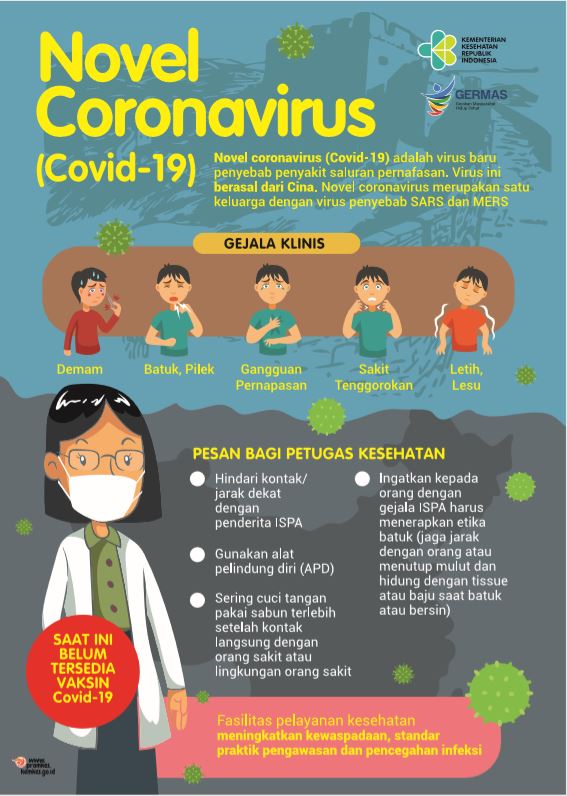 Novel
Coronavirus
(Covid-19)
KEMENTERIAN
KESEHATAN
REPUBLIK
INDONESIA
GERMAS
Gerakan Masyarakat
Hidup Sehat
Novel coronavirus (Covid-19) adalah virus baru
penyebab penyakit saluran pernafasan. Virus ini
berasal dari Cina. Novel coronavirus merupakan satu
keluarga dengan virus penyebab SARS dan MERS
GEJALA KLINIS
Demam
Batuk, Pilek
Gangguan
Pernapasan
Sakit
Tenggorokan
Letih,
Lesu
PESAN BAGI PETUGAS KESEHATAN
Hindari kontak/
jarak dekat
dengan
penderita ISPA
Gunakan alat
pelindung diri (APD)
Sering cuci tangan
pakai sabun terlebih
setelah kontak
langsung dengan
orang sakit atau
lingkungan orang sakit
Ingatkan kepada
orang dengan
gejala ISPA harus
menerapkan etika
batuk (jaga jarak
dengan orang atau
menutup mulut dan
hidung dengan tissue
atau baju saat batuk
atau bersin)
SAAT INI
BELUM
TERSEDIA
VAKSIN
Covid-19
Fasilitas pelayanan kesehatan
meningkatkan kewaspadaan, standar
praktik pengawasan dan pencegahan infeksi
www.
promkes.
kemkes.go.id